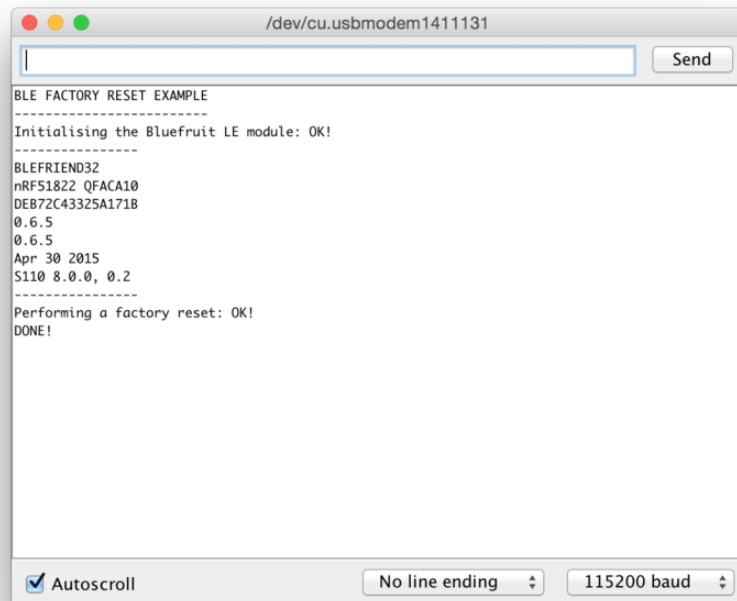 /dev/cu.usbmodem1411131
Send
BLE FACTORY RESET EXAMPLE
-------------------------
Initialising the Bluefruit LE module: OK!
----------------
BLEFRIEND32
nRF51822 QFACA10
DEB72C43325A171B
0.6.5
0.6.5
Apr 30 2015
S110 8.0.0, 0.2
----------------
Performing a factory reset: OK!
DONE!
Autoscroll
No line ending
115200 baud